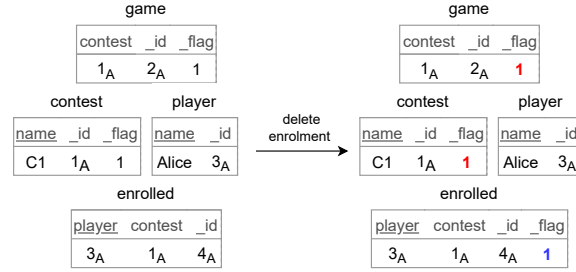 game
contest _id _flag
1A 2A 1
contest
name _id _flag
C1 1A 1
player
name _id
Alice 3A
enrolled
player contest _id
3A 1A 4A
delete
enrolment
game
contest _id _flag
1A 2A 1
contest
name _id _flag
C1 1A 1
player
name _id
Alice 3A
enrolled
player contest _id _flag
3A 1A 4A 1